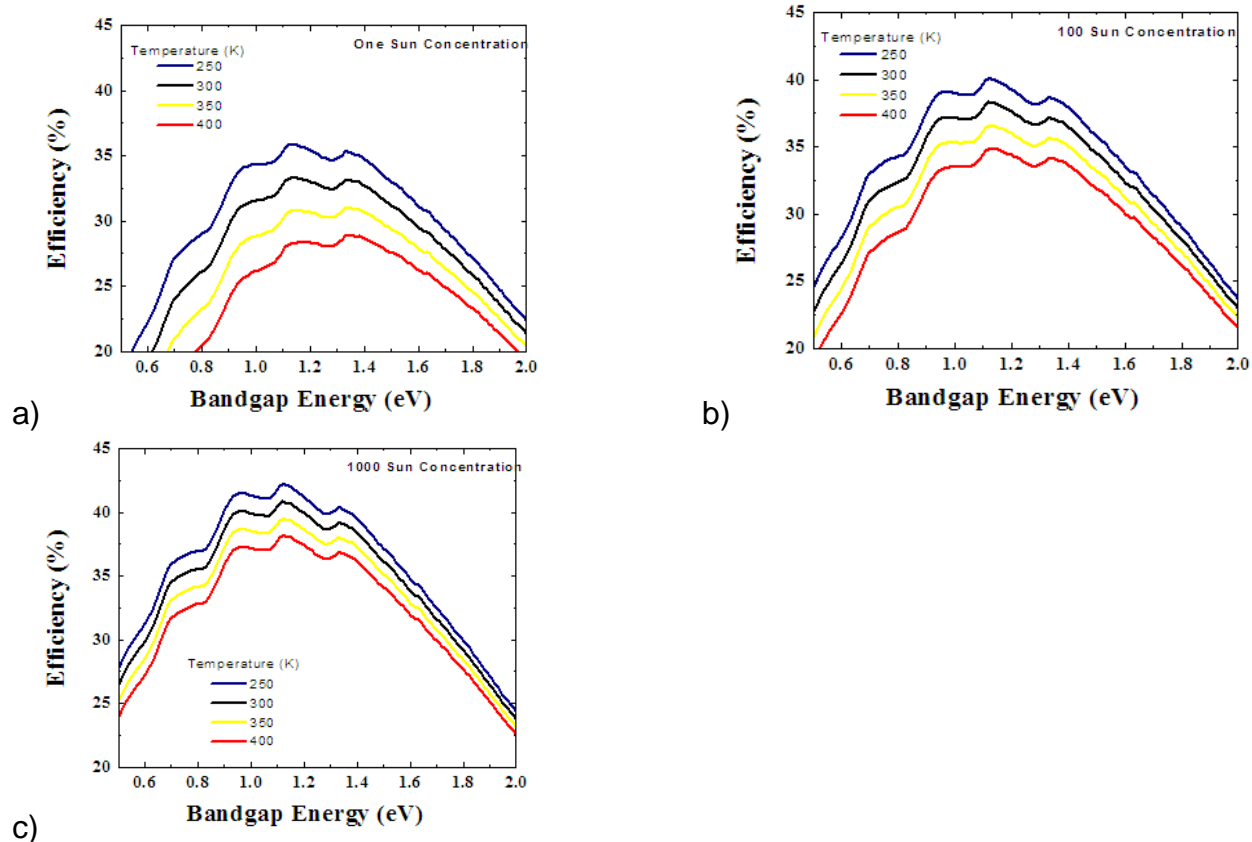 45
40
35
30
25
20
Efficiency (%)
One Sun Concentration
Temperature (K)
250
300
350
400
0.6 0.8 1.0 1.2 1.4 1.6 1.8 2.0
Bandgap Energy (eV)
a)
45
40
35
30
25
20
Efficiency (%)
100 Sun Concentration
Temperature (K)
250
300
350
400
0.6 0.8 1.0 1.2 1.4 1.6 1.8 2.0
Bandgap Energy (eV)
b)
45
40
35
30
25
20
Efficiency (%)
1000 Sun Concentration
Temperature (K)
250
300
350
400
0.6 0.8 1.0 1.2 1.4 1.6 1.8 2.0
Bandgap Energy (eV)
c)